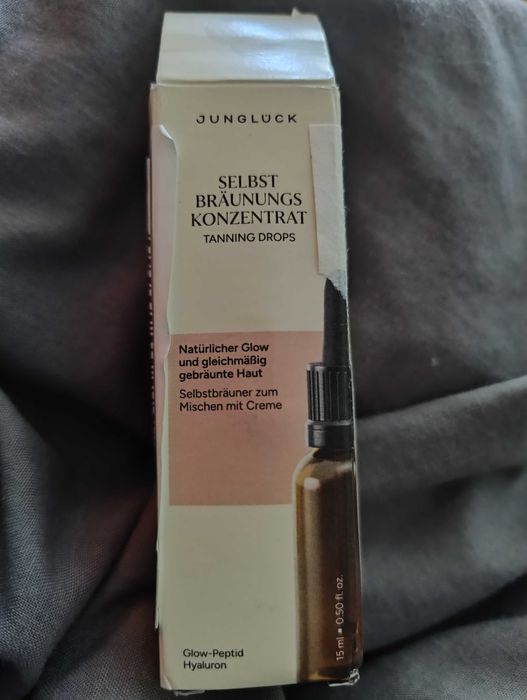 JUNGLÜCK
SELBST
BRÄUNUNGS
KONZENTRAT
TANNING DROPS
Natürlicher Glow
und gleichmäßig
gebräunte Haut
Selbstbräuner zum
Mischen mit Creme
15 ml ▪ 0.50 fl. oz.
Glow-Peptid
Hyaluron